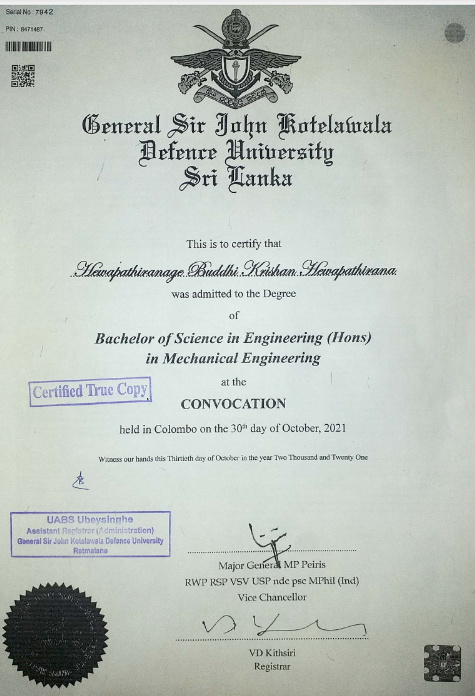 Serial No : 7942
PIN : 8471487
General Sir John Kotelawala
Defence University
Sri Lanka
This is to certify that
Hewapathiranage Buddhi Krishan Hewapathirana
was admitted to the Degree
of
Bachelor of Science in Engineering (Hons)
in Mechanical Engineering
at the
Certified True Copy
CONVOCATION
held in Colombo on the 30th day of October, 2021
Witness our hands this Thirtieth day of October in the year Two Thousand and Twenty One
UABS Ubeysinghe
Assistant Registrar (Administration)
General Sir John Kotalawala Defence University
Ratmalana
Major General MP Peiris
RWP RSP VSV USP ndc psc MPhil (Ind)
Vice Chancellor
VD Kithsiri
Registrar